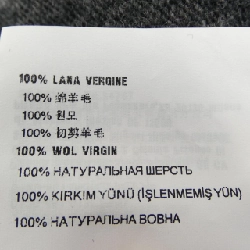 100% LANA VERGINE
100% 绵羊毛
100% 원모
100% 初剪羊毛
100% WOL VIRGIN
100% НАТУРАЛЬНАЯ ШЕРСТЬ
100% KIRKIM YÜNÜ (İŞLENMEMİŞ YÜN)
100% НАТУРАЛЬНА ВОВНА